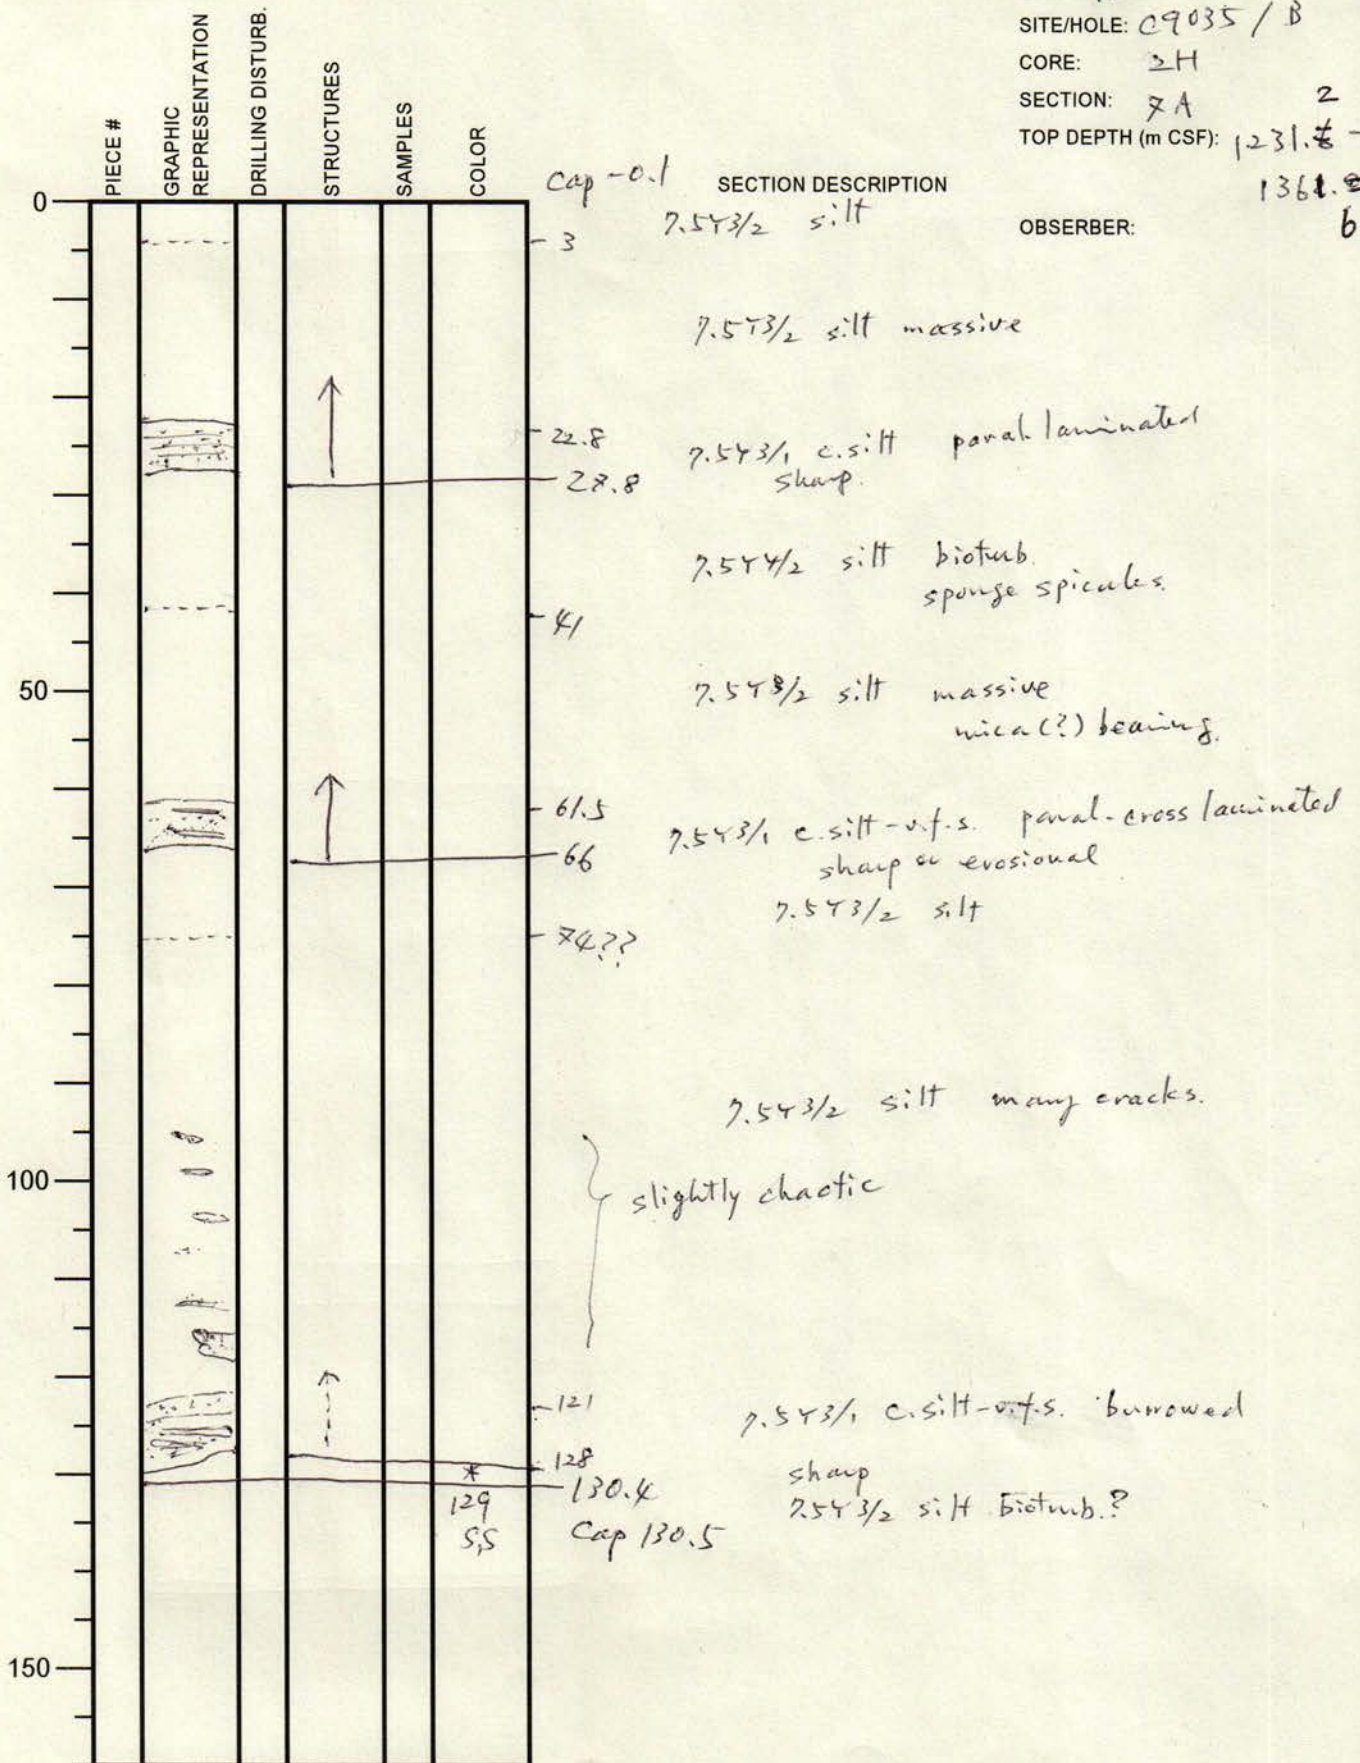 SITE/HOLE: C9035 / B
CORE: 2H
SECTION: 7A
2
TOP DEPTH (m CSF): 1231.
OBSERBER:
6
PIECE #
GRAPHIC REPRESENTATION
DRILLING DISTURB.
STRUCTURES
SAMPLES
COLOR
Cap -0.1
SECTION DESCRIPTION
0
7.5Y3/2 silt
3
7.5Y3/2 silt massive
22.8
7.5Y3/1 c.silt paral. laminated
27.8
sharp.
7.5Y4/2 silt bioturb.
sponge spicules.
41
50
7.5Y3/2 silt massive
mica(?) bearing.
61.5
7.5Y3/1 c.silt-v.f.s. paral-cross laminated
66
sharp or erosional
7.5Y3/2 silt
74??
7.5Y3/2 silt many cracks.
100
slightly chaotic
121
7.5Y3/1 c.silt-v.f.s. burrowed
128
sharp
*
130.4
129
7.5Y3/2 silt bioturb.?
S,S
Cap 130.5
150